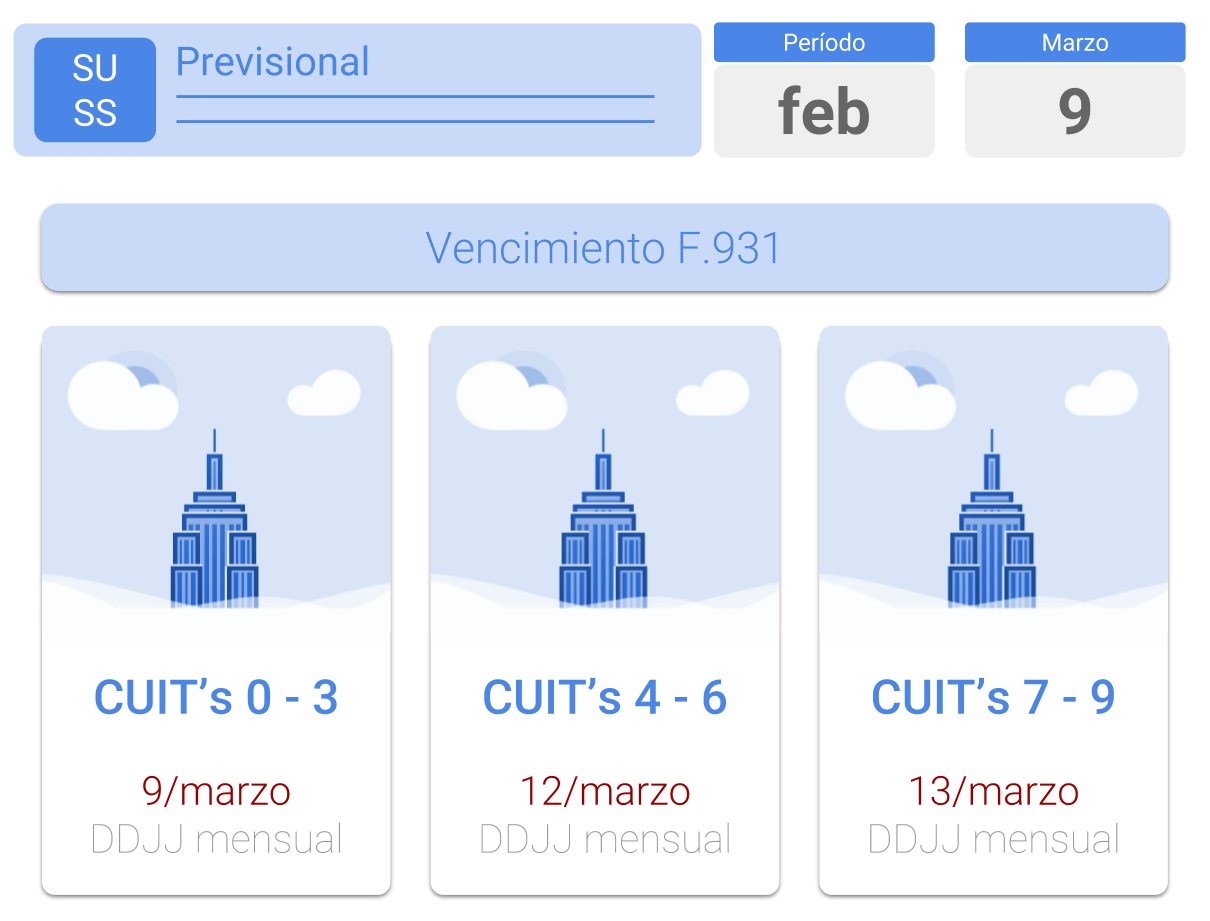 SU
SS
Previsional
Período
feb
Marzo
9
Vencimiento F.931
CUIT’s 0 - 3
9/marzo
DDJJ mensual
CUIT’s 4 - 6
12/marzo
DDJJ mensual
CUIT’s 7 - 9
13/marzo
DDJJ mensual